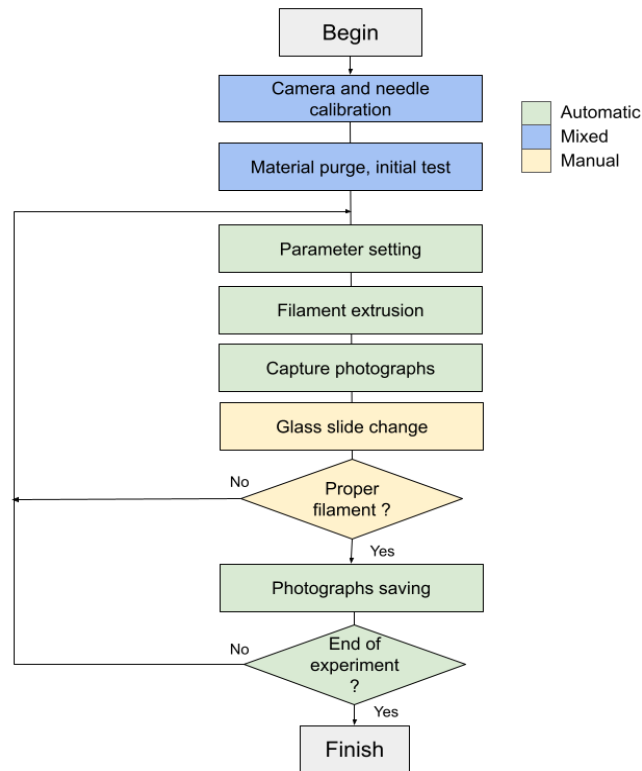 Begin
Camera and needle
calibration
Automatic
Mixed
Manual
Material purge, initial test
Parameter setting
Filament extrusion
Capture photographs
Glass slide change
No
Proper
filament ?
Yes
Photographs saving
No
End of
experiment
?
Yes
Finish